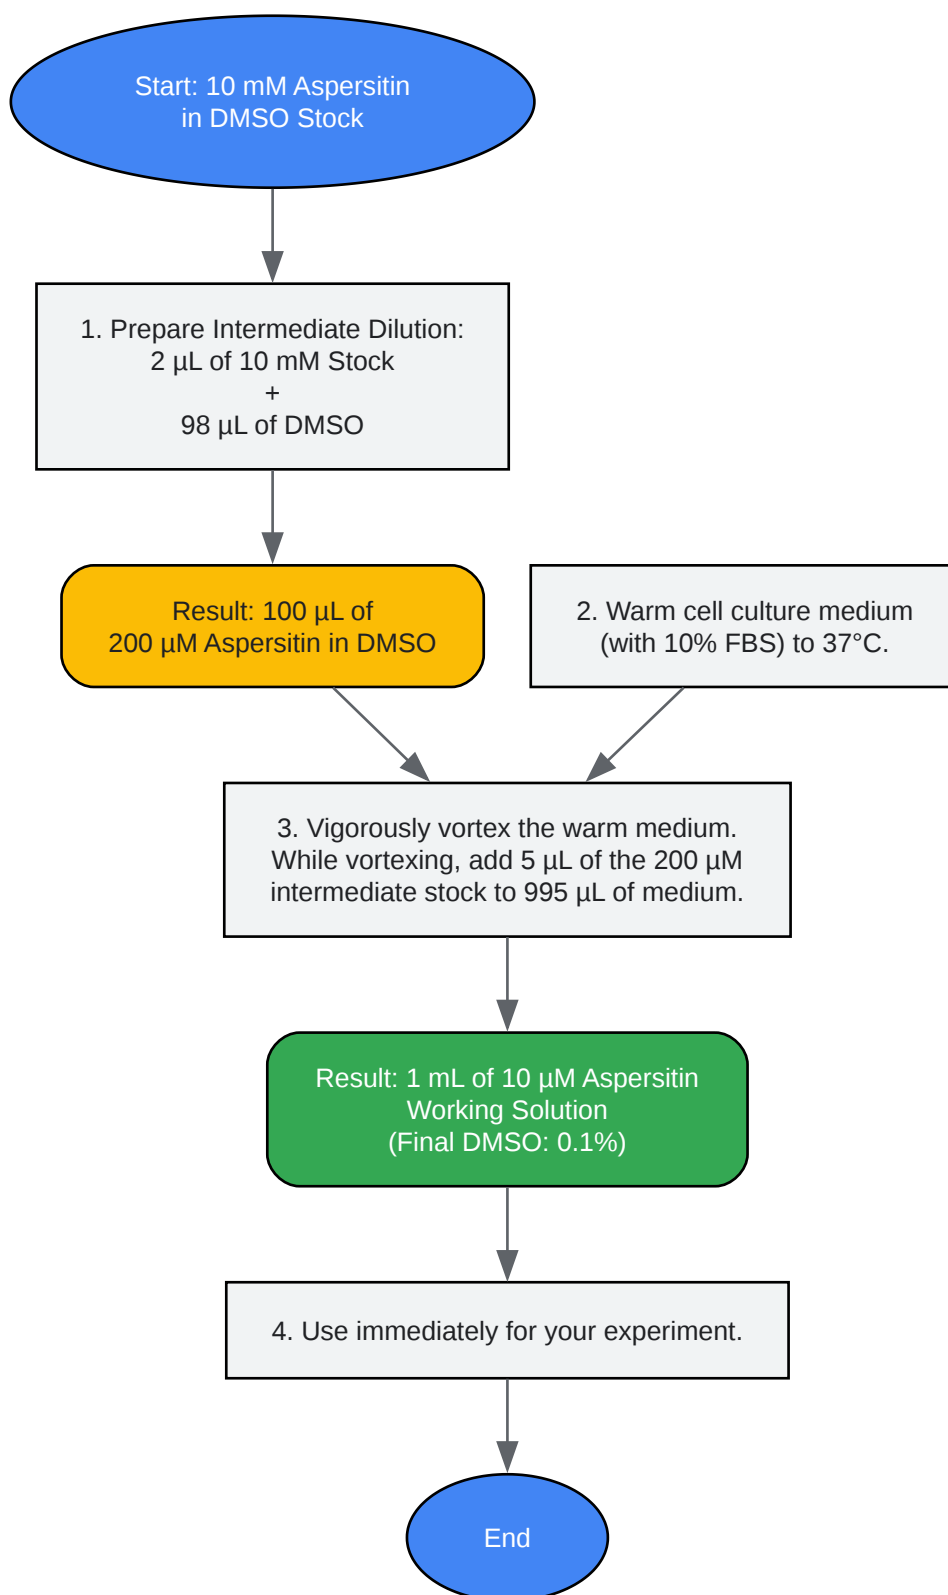 Start: 10 mM Aspersitin
in DMSO Stock
1. Prepare Intermediate Dilution:
2 µL of 10 mM Stock
+
98 µL of DMSO
Result: 100 µL of
200 µM Aspersitin in DMSO
2. Warm cell culture medium
(with 10% FBS) to 37°C.
3. Vigorously vortex the warm medium.
While vortexing, add 5 µL of the 200 µM
intermediate stock to 995 µL of medium.
Result: 1 mL of 10 µM Aspersitin
Working Solution
(Final DMSO: 0.1%)
4. Use immediately for your experiment.
End